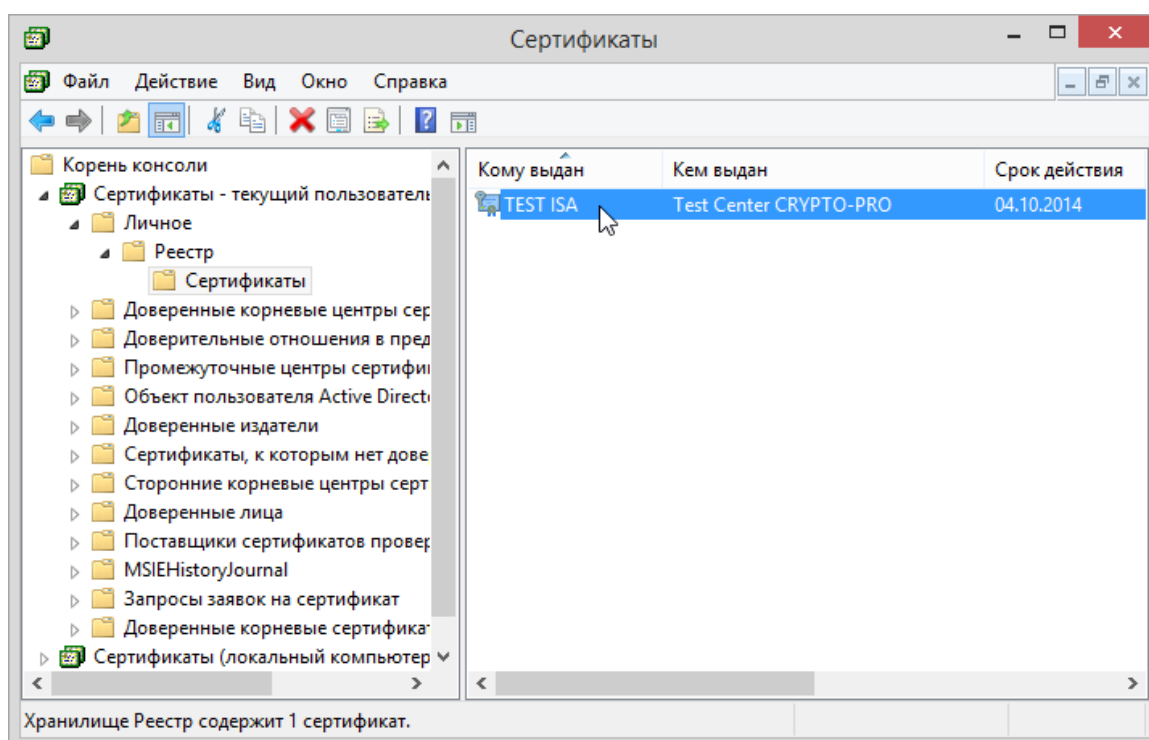 Сертификаты
Файл Действие Вид Окно Справка
Корень консоли
Сертификаты - текущий пользователь
Личное
Реестр
Сертификаты
Доверенные корневые центры сер
Доверительные отношения в пред
Промежуточные центры сертифи
Объект пользователя Active Direct
Доверенные издатели
Сертификаты, к которым нет дове
Сторонние корневые центры серт
Доверенные лица
Поставщики сертификатов провер
MSIEHistoryJournal
Запросы заявок на сертификат
Доверенные корневые сертификат
Сертификаты (локальный компьютер
Кому выдан Кем выдан Срок действия
TEST ISA Test Center CRYPTO-PRO 04.10.2014
Хранилище Реестр содержит 1 сертификат.